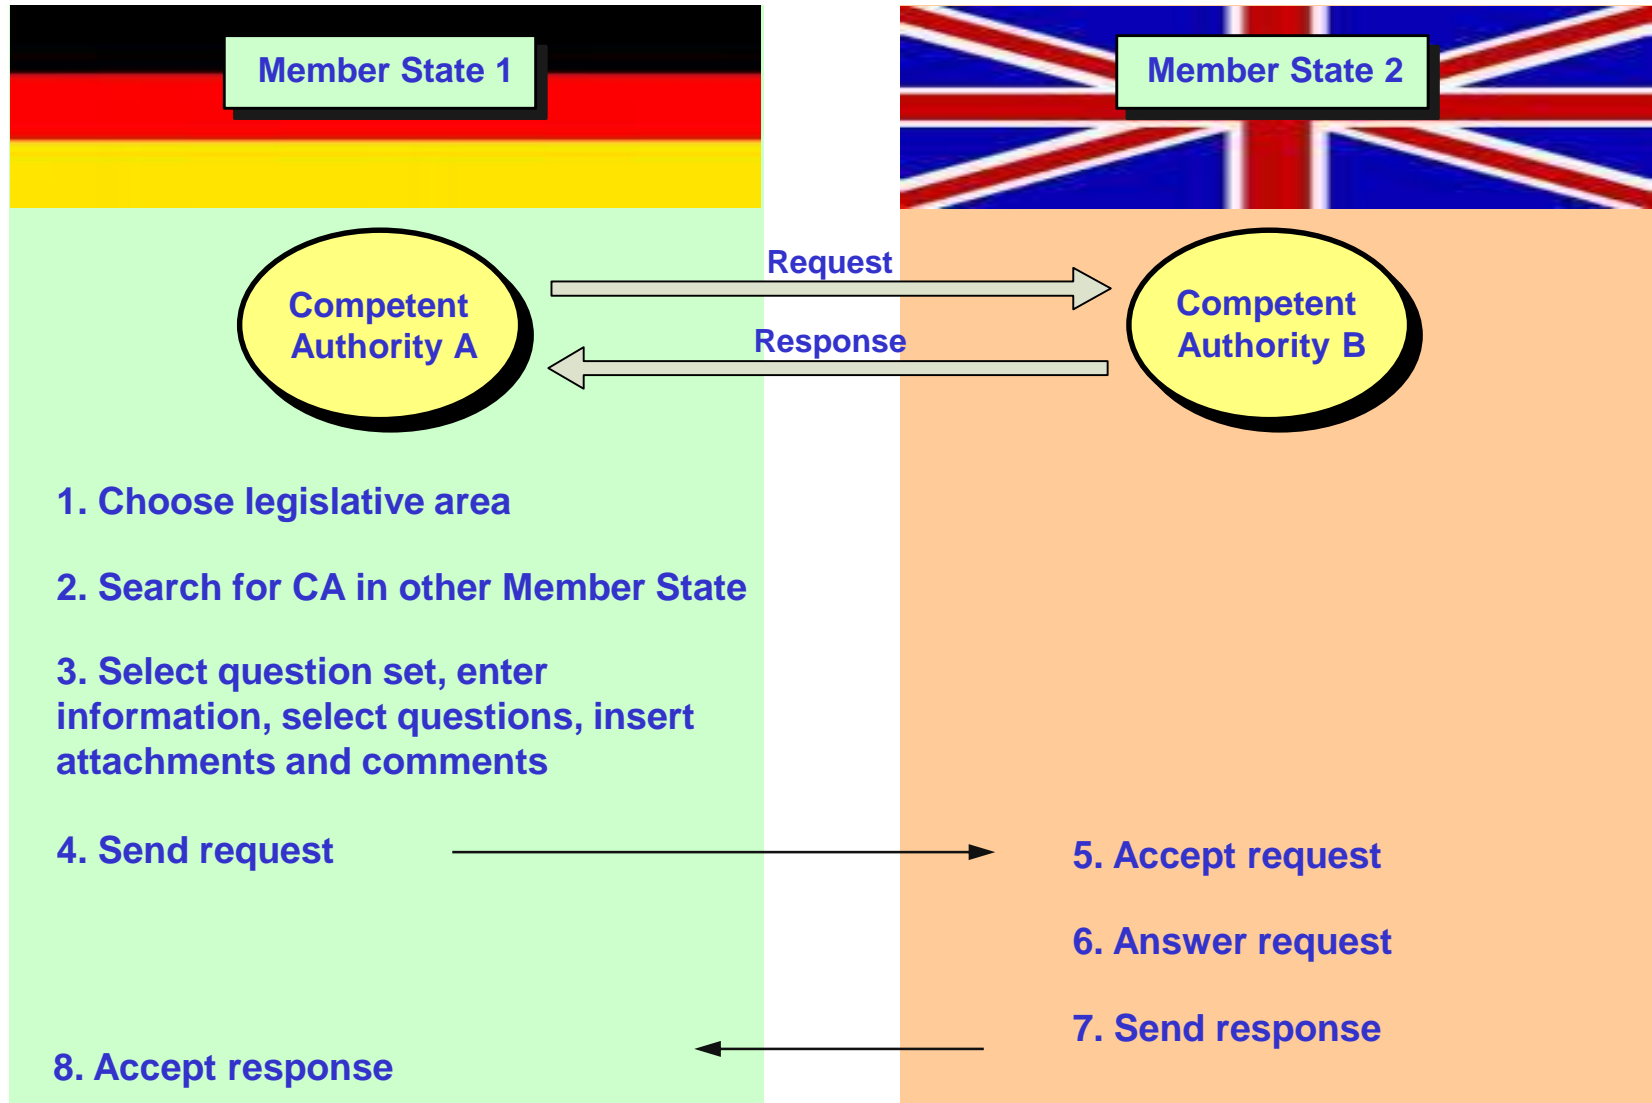 Member State 1
Member State 2
Request
Competent
Authority A
Competent
Authority B
Response
1. Choose legislative area
2. Search for CA in other Member State
3. Select question set, enter
information, select questions, insert
attachments and comments
4. Send request
5. Accept request
6. Answer request
7. Send response
8. Accept response